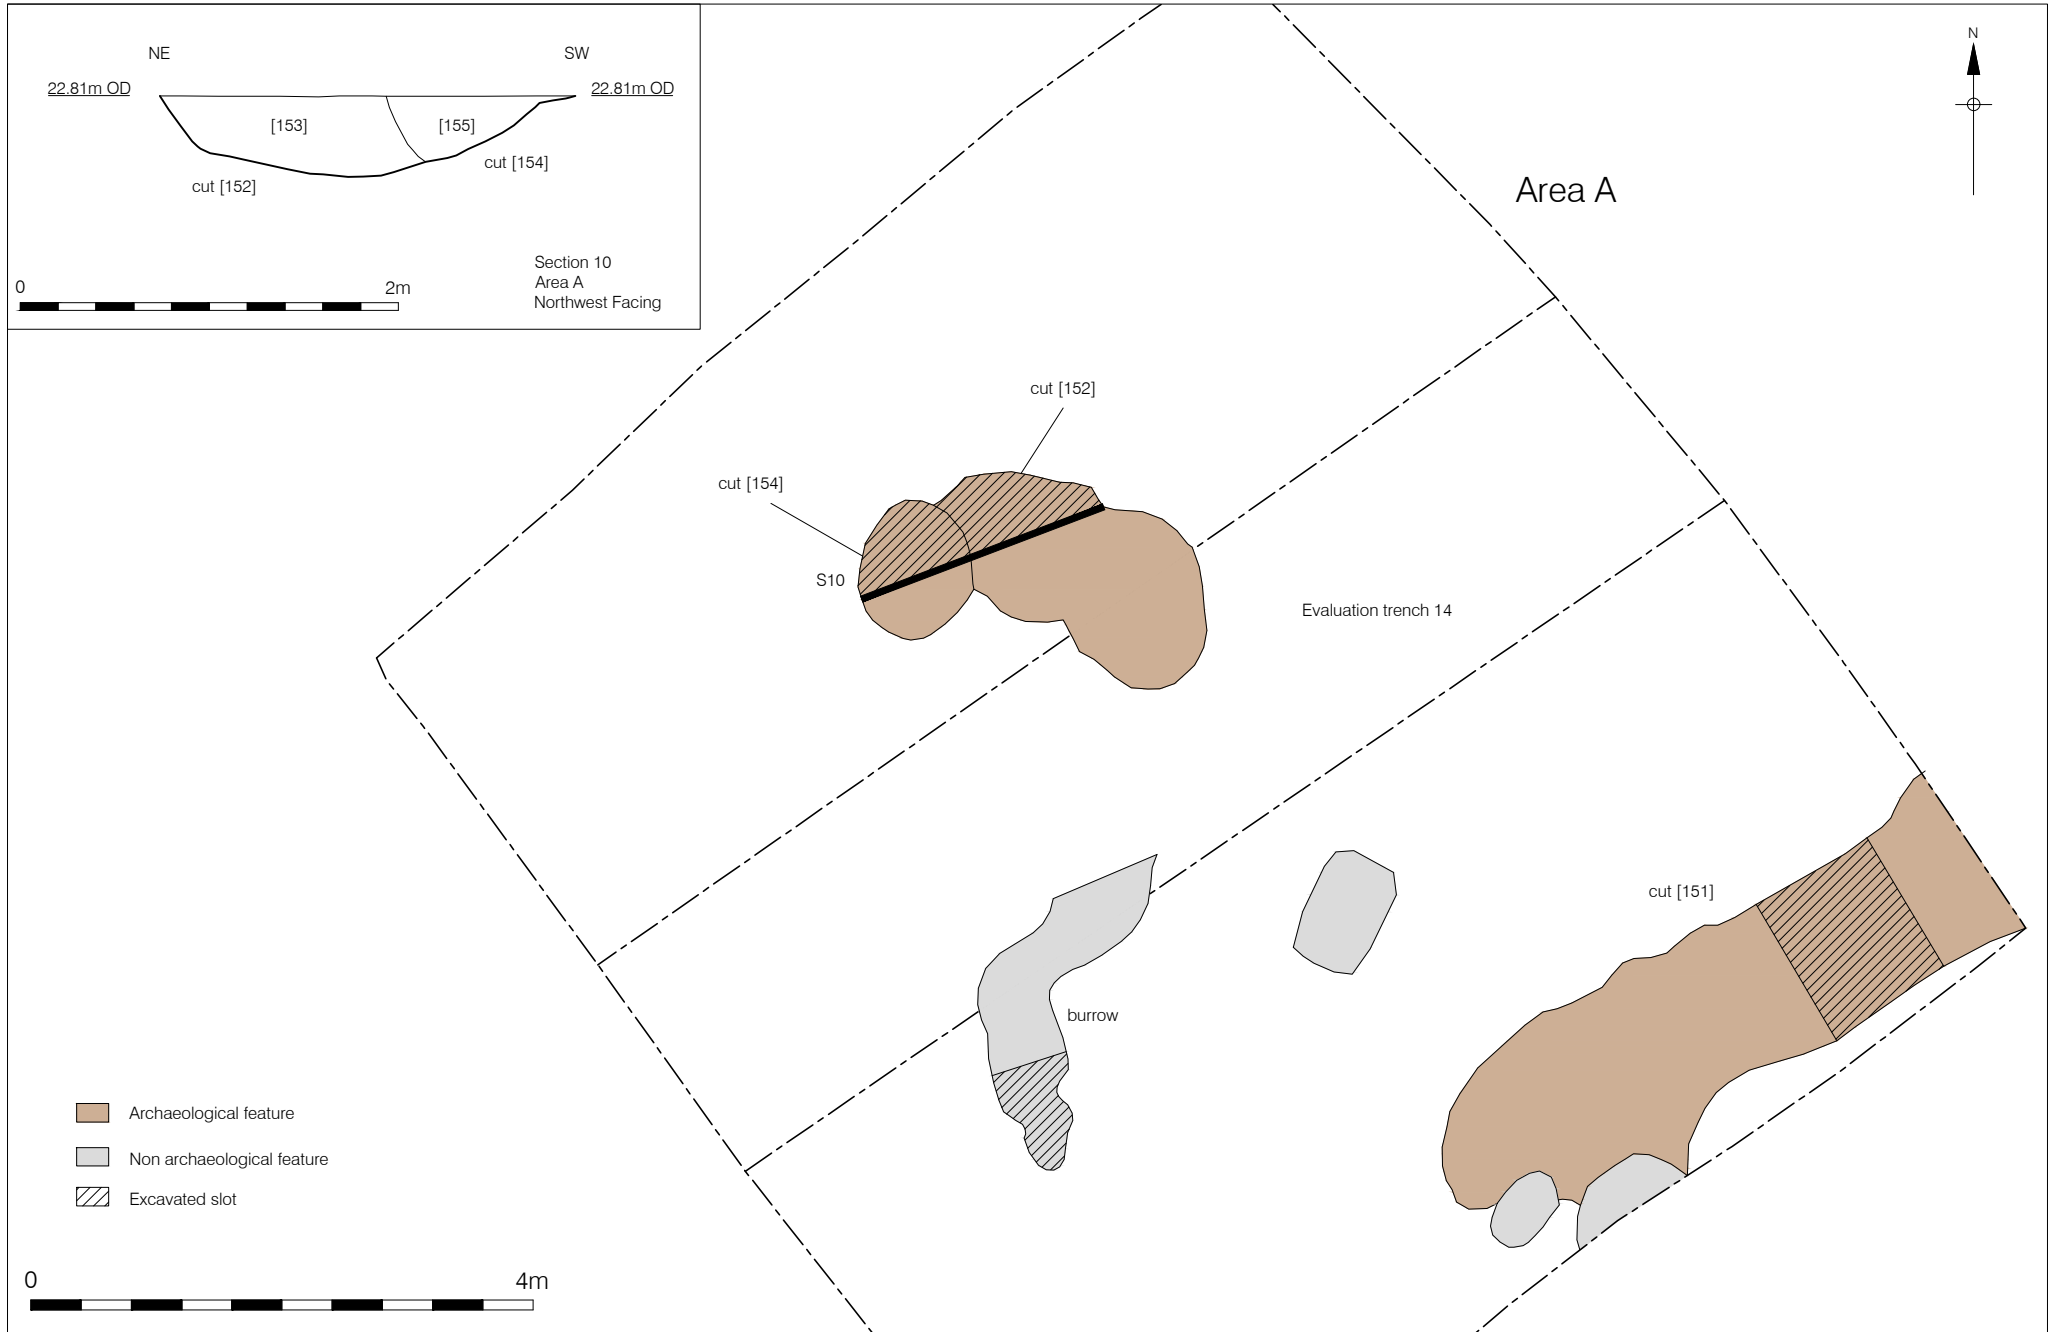 NE
SW
22.81m OD
22.81m OD
[153]
[155]
cut [154]
cut [152]
Section 10
Area A
Northwest Facing
0
2m
N
Area A
cut [152]
cut [154]
S10
Evaluation trench 14
cut [151]
burrow
Archaeological feature
Non archaeological feature
Excavated slot
0
4m